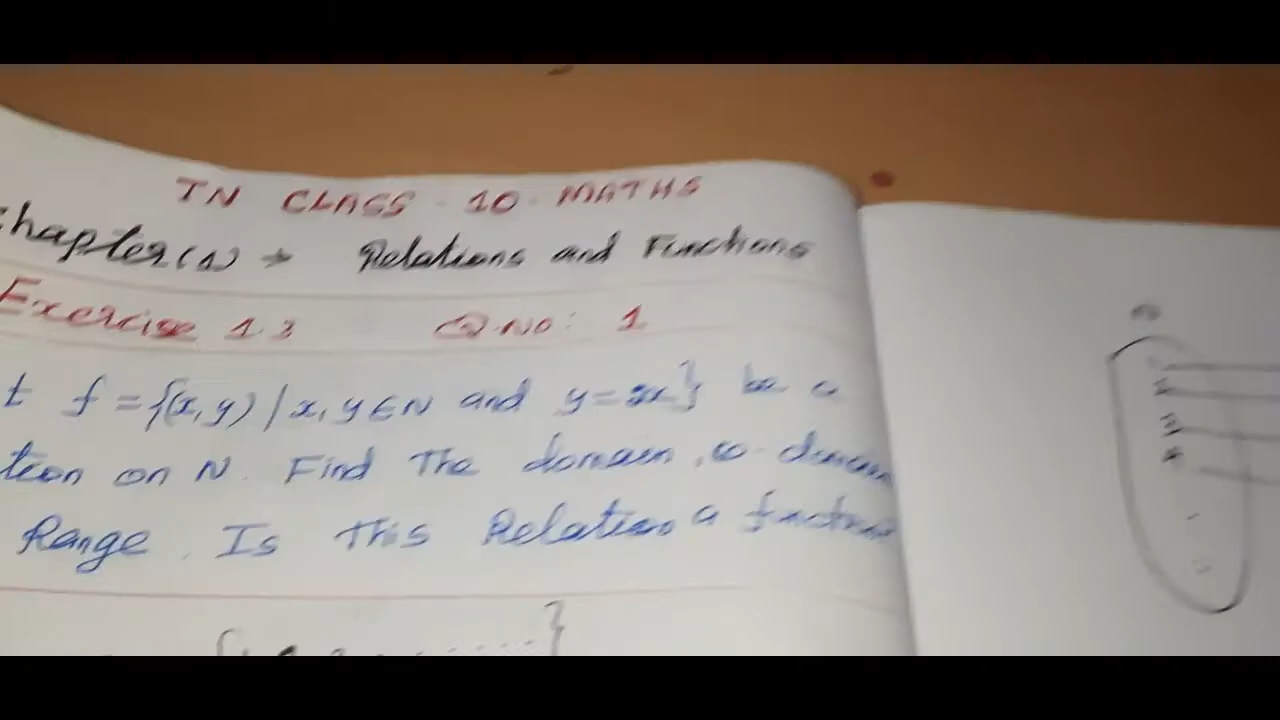 TN CLASS - 10 - MATHS
Chapter (1) → Relations and Functions
Exercise 1.3 Q.NO: 1
t f = {(x, y) / x, y ∈ N and y = 2x} be a
tion on N. Find The domain, co-domain
Range. Is This Relation a function